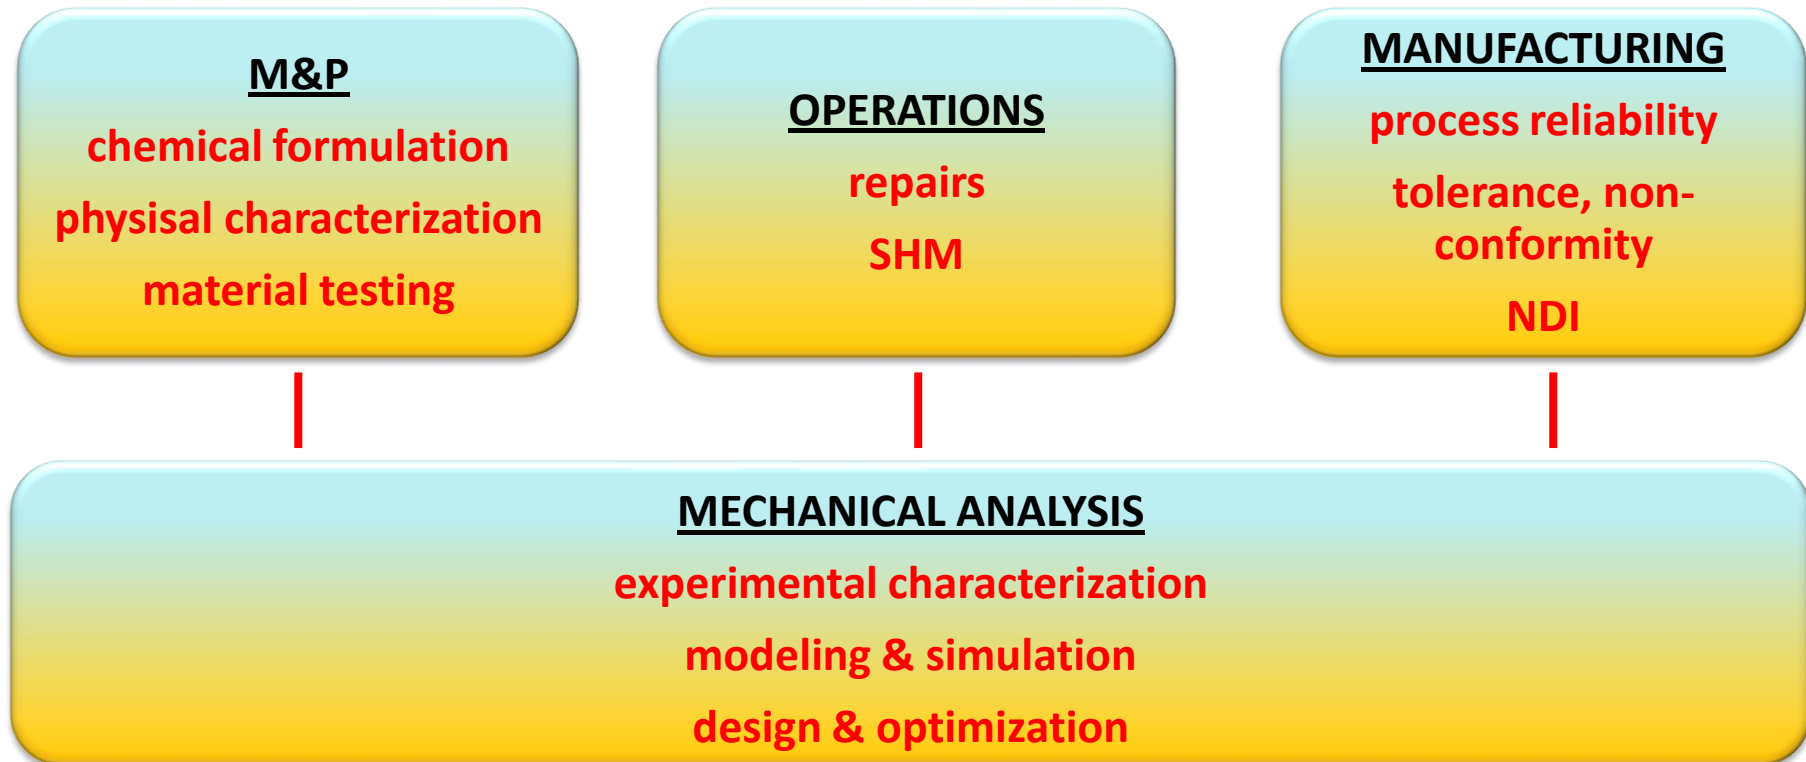 M&P
chemical formulation
physisal characterization
material testing
OPERATIONS
repairs
SHM
MANUFACTURING
process reliability
tolerance, non-
conformity
NDI
MECHANICAL ANALYSIS
experimental characterization
modeling & simulation
design & optimization